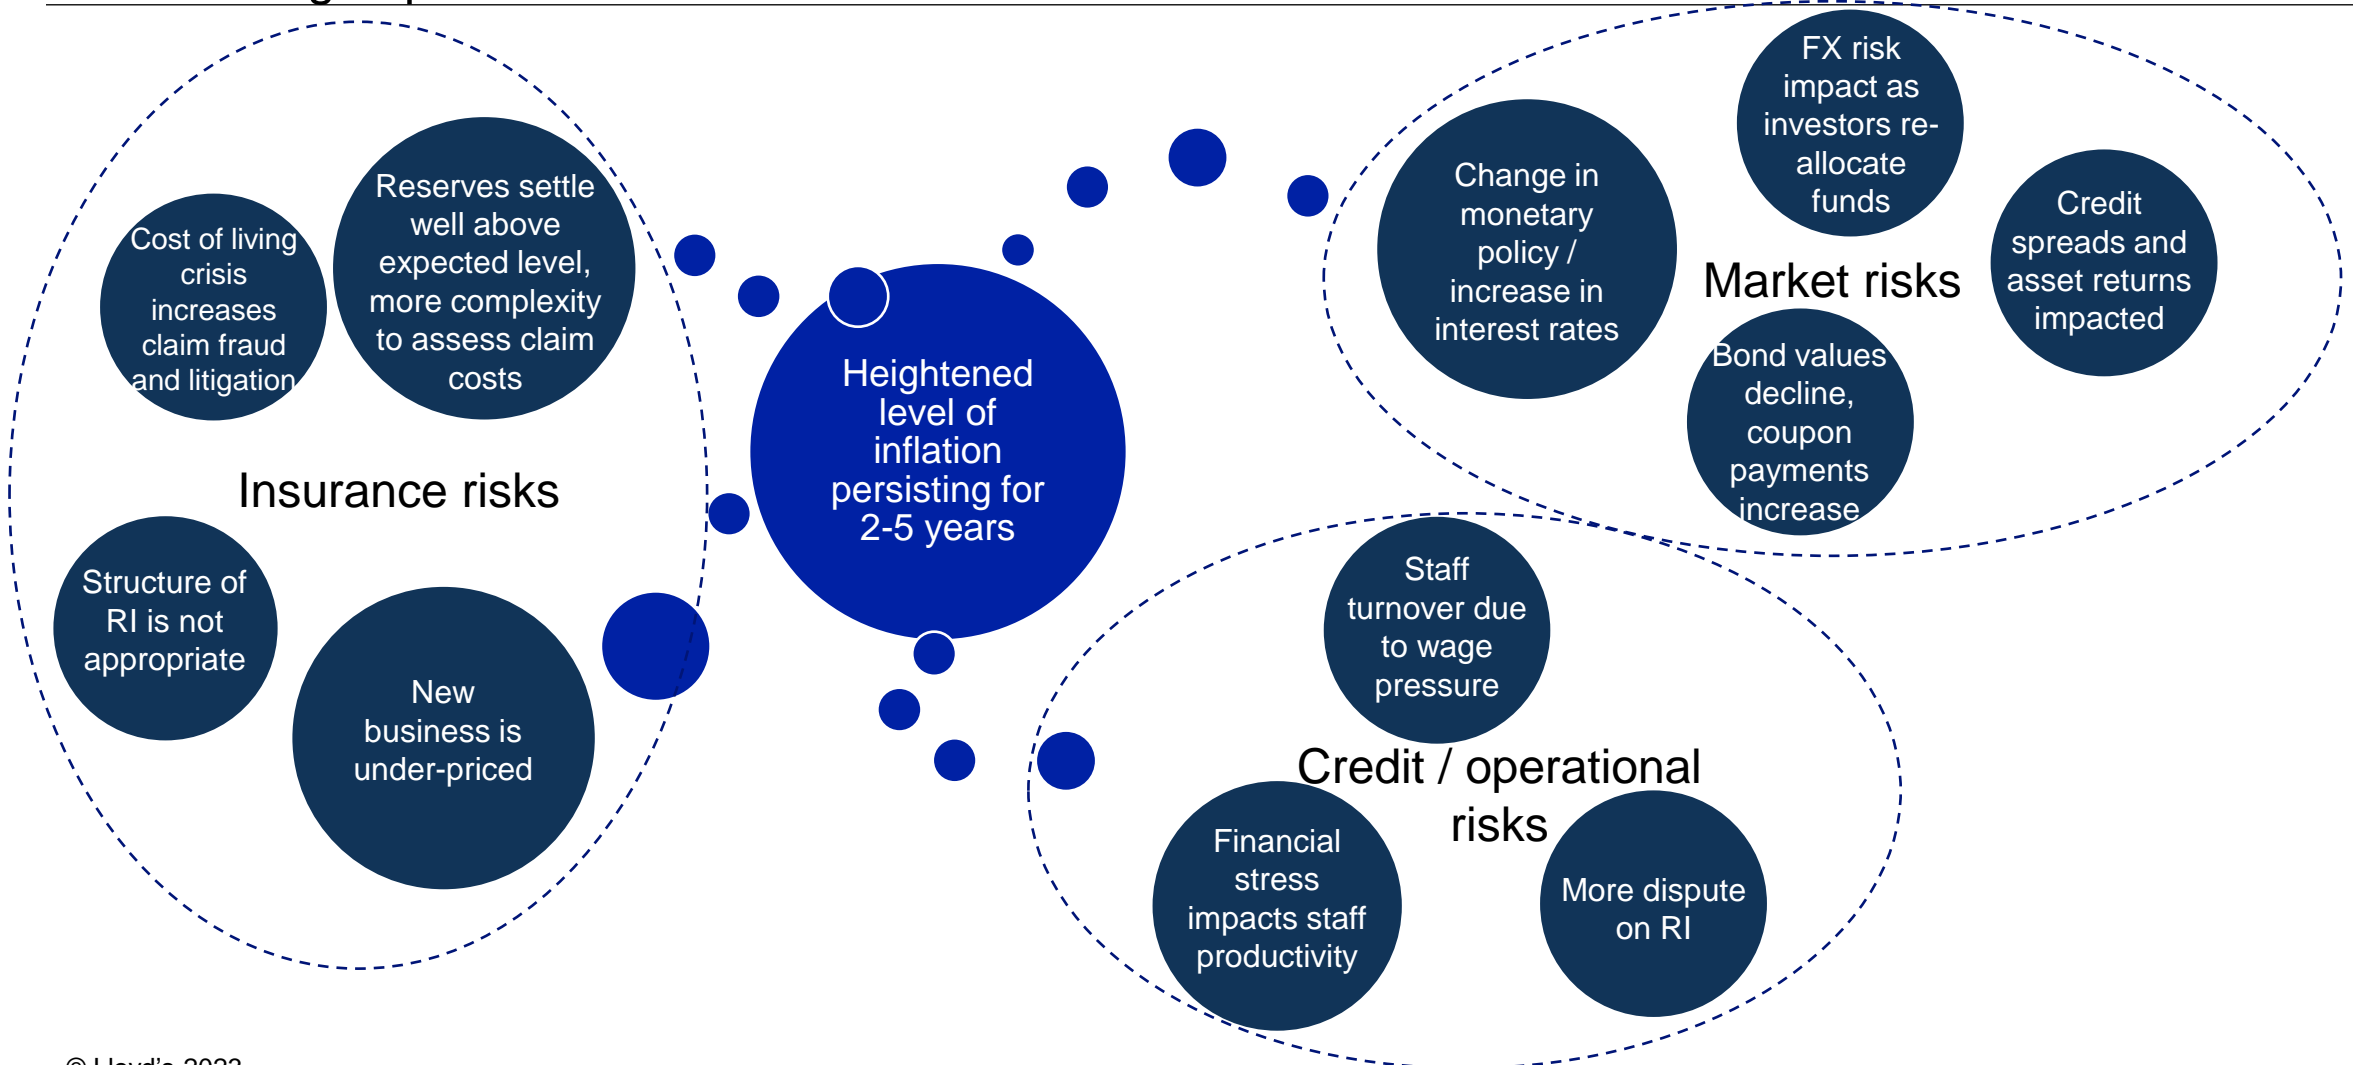 Cost of living
crisis
increases
claim fraud
and litigation
Reserves settle
well above
expected level,
more complexity
to assess claim
costs
Insurance risks
Structure of
RI is not
appropriate
New
business is
under-priced
Heightened
level of
inflation
persisting for
2-5 years
Change in
monetary
policy /
increase in
interest rates
FX risk
impact as
investors re-
allocate
funds
Market risks
Credit
spreads and
asset returns
impacted
Bond values
decline,
coupon
payments
increase
Staff
turnover due
to wage
pressure
Credit / operational
risks
Financial
stress
impacts staff
productivity
More dispute
on RI
© Lloyd's